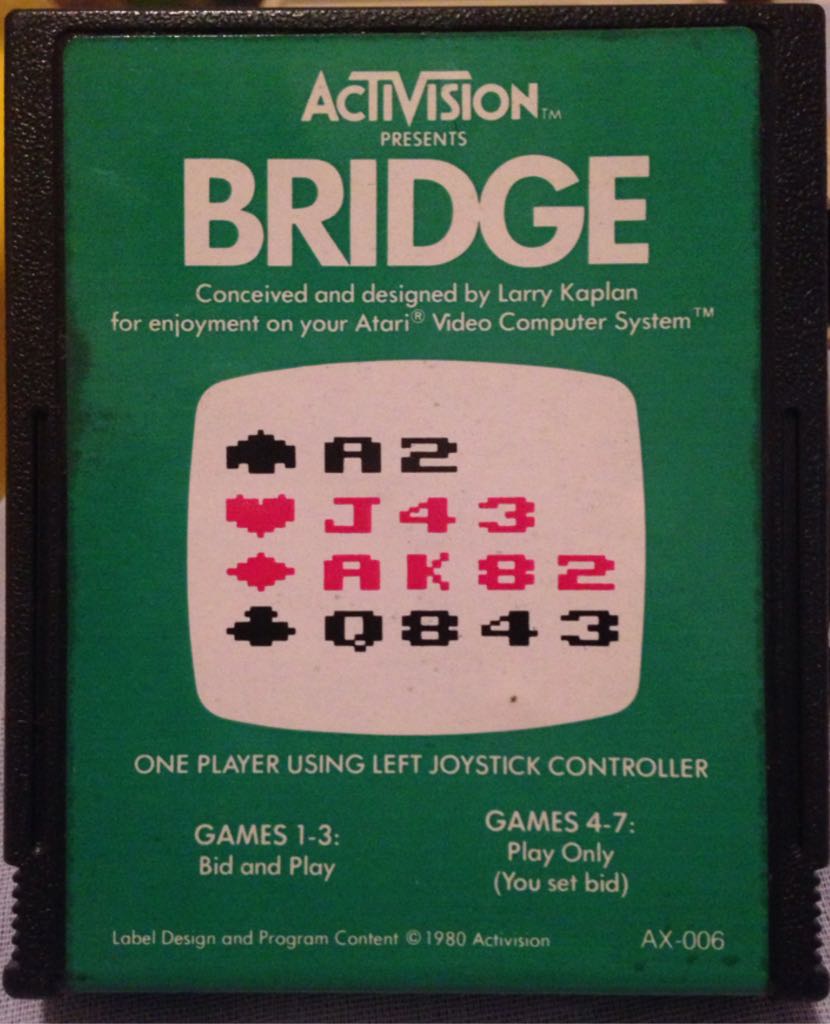 ACTIVISION™
PRESENTS
BRIDGE
Conceived and designed by Larry Kaplan
for enjoyment on your Atari® Video Computer System™
♠ A 2
♥ J 4 3
♦ A K 8 2
♣ Q 8 4 3
ONE PLAYER USING LEFT JOYSTICK CONTROLLER
GAMES 1-3:
Bid and Play
GAMES 4-7:
Play Only
(You set bid)
Label Design and Program Content © 1980 Activision
AX-006